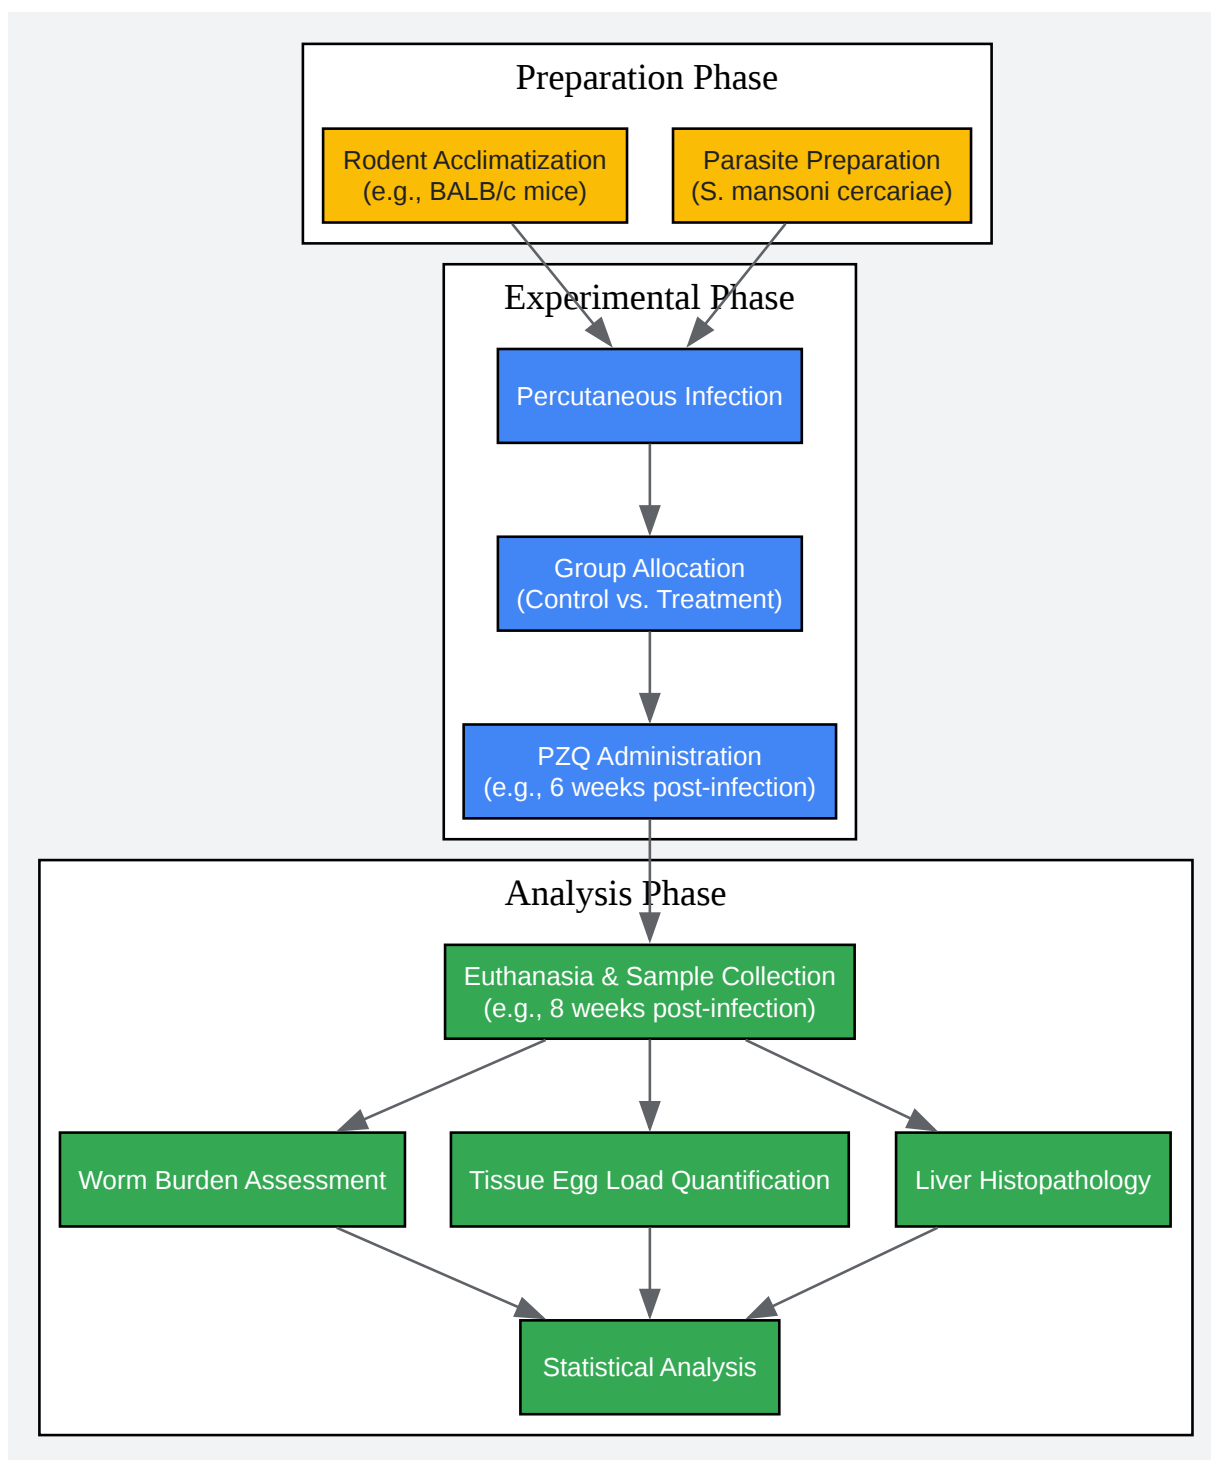 Preparation Phase
Rodent Acclimatization
(e.g., BALB/c mice)
Parasite Preparation
(S. mansoni cercariae)
Experimental Phase
Percutaneous Infection
Group Allocation
(Control vs. Treatment)
PZQ Administration
(e.g., 6 weeks post-infection)
Analysis Phase
Euthanasia & Sample Collection
(e.g., 8 weeks post-infection)
Worm Burden Assessment
Tissue Egg Load Quantification
Liver Histopathology
Statistical Analysis